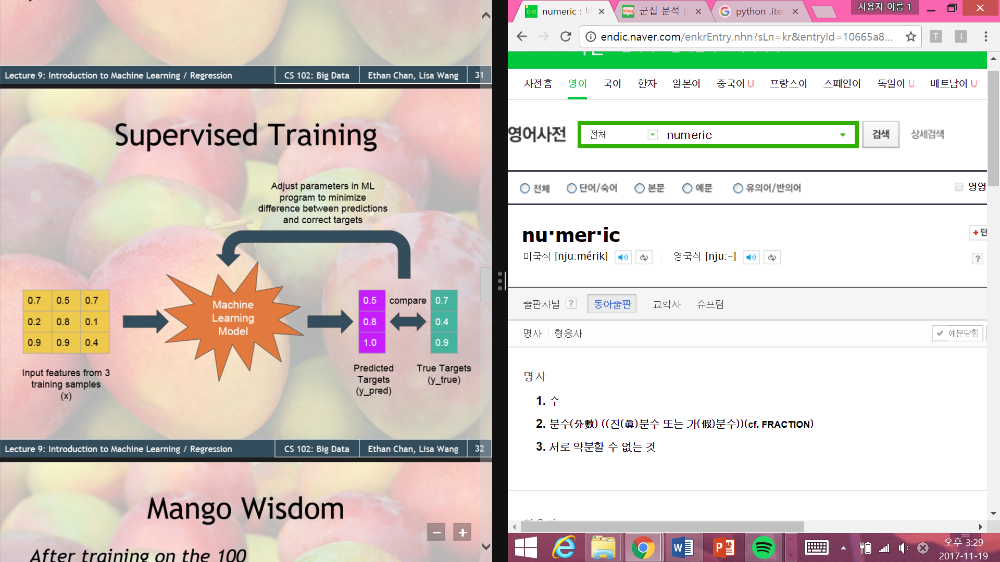 Lecture 9: Introduction to Machine Learning / Regression
CS 102: Big Data
Ethan Chan, Lisa Wang
31
Supervised Training
Adjust parameters in ML
program to minimize
difference between predictions
and correct targets
0.7 0.5 0.7
0.2 0.8 0.1
0.9 0.9 0.4
Input features from 3
training samples
(x)
Machine
Learning
Model
0.5
0.8
1.0
compare
0.7
0.4
0.9
Predicted
Targets
(y_pred)
True Targets
(y_true)
Lecture 9: Introduction to Machine Learning / Regression
CS 102: Big Data
Ethan Chan, Lisa Wang
32
Mango Wisdom
After training on the 100
Dict numeric :
blog 군집 분석
G python .iter
사용자 이름 1
endic.naver.com/enkrEntry.nhn?sLn=kr&entryId=10665a8...
T I
사전홈 영어 국어 한자 일본어 중국어 U 프랑스어 스페인어 독일어 U 베트남어 U
영어사전 전체 numeric 검색 상세검색
전체 단어/숙어 본문 예문 유의어/반의어 영영
nu·mer·ic
+ 단
미국식 [njuːmérik] 영국식 [njuː-]
?
출판사별 ? 동아출판 교학사 슈프림
명사 형용사 예문닫힘
명사
1. 수
2. 분수(分數) ((진(眞)분수 또는 가(假)분수))(cf. FRACTION)
3. 서로 약분할 수 없는 것
오후 3:29
2017-11-19